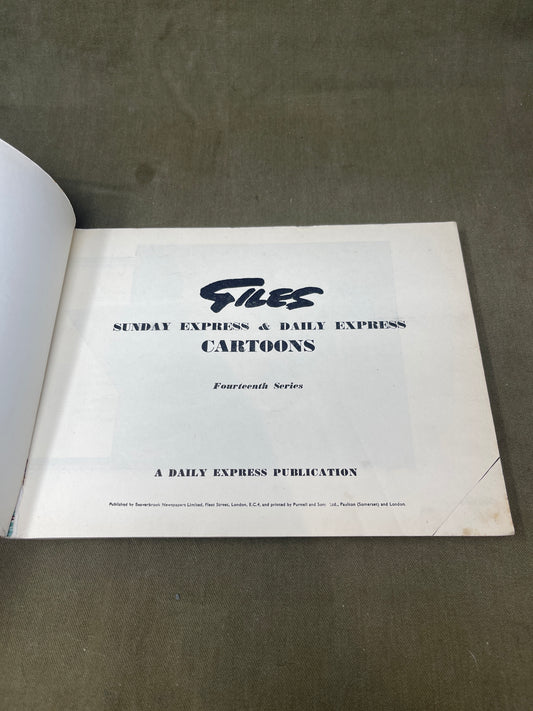 GILES
SUNDAY EXPRESS & DAILY EXPRESS
CARTOONS
Fourteenth Series
A DAILY EXPRESS PUBLICATION
Published by Beaverbrook Newspapers Limited, Fleet Street, London, E.C.4, and printed by Purnell and Sons Ltd., Paulton (Somerset) and London.